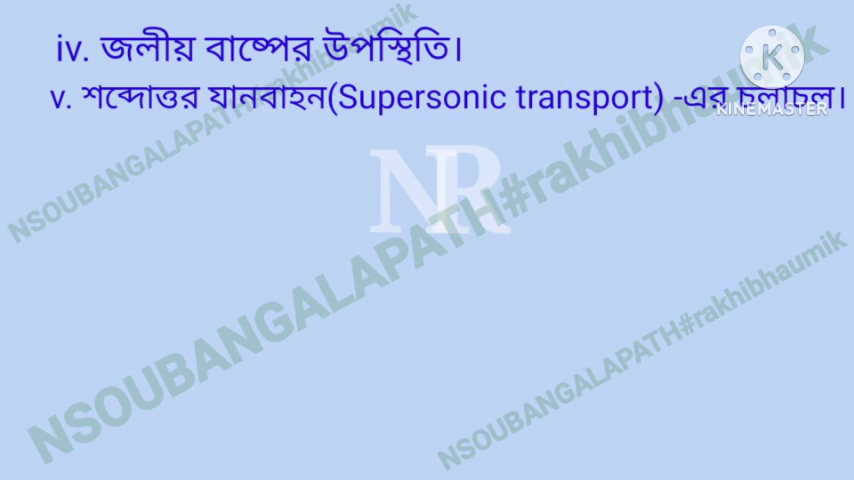 iv. জলীয় বাষ্পের উপস্থিতি।
v. শব্দোত্তর যানবাহন(Supersonic transport) -এর চলাচল।
K
KINEMASTER
NR
NSOUBANGALAPATH#rakhibhaumik
NSOUBANGALAPATH#rakhibhaumik
NSOUBANGALAPATH#rakhibhaumik